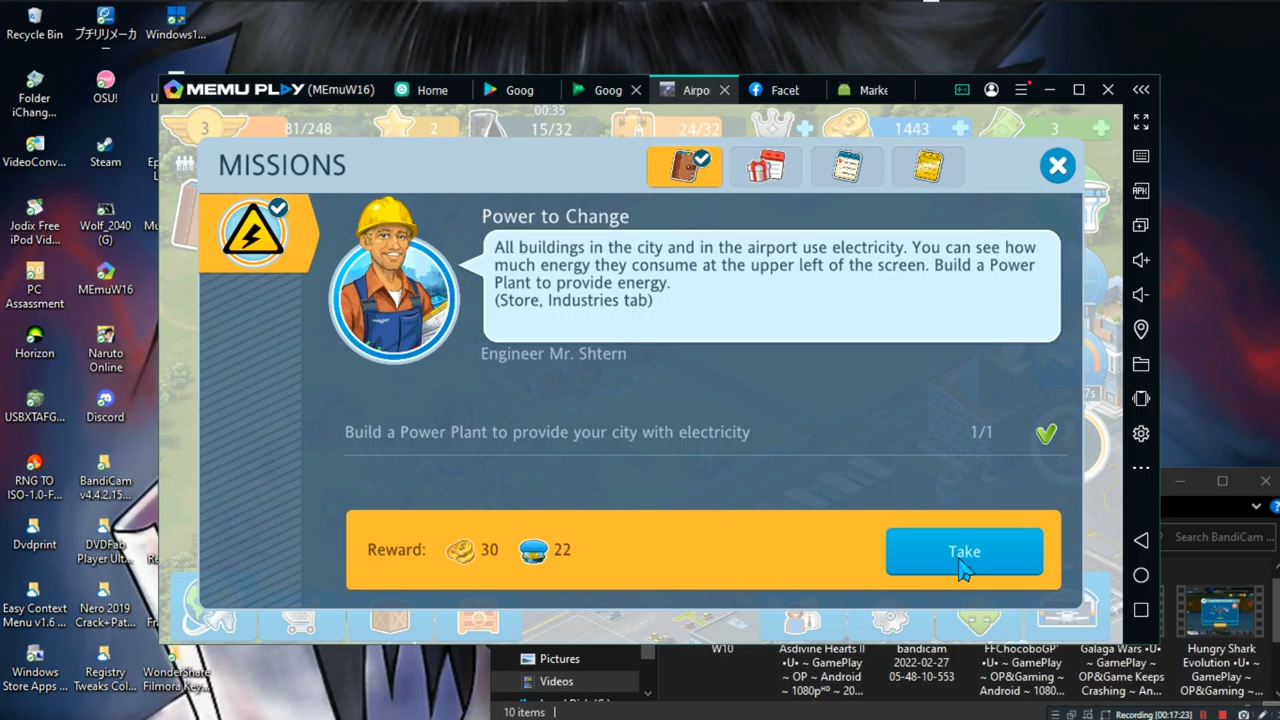 Recycle Bin
プチリリメーカー
Windows1...
Folder iChang...
OSU!
VideoConv...
Steam
Jodix Free iPod Vid...
Wolf_2040 (G)
PC Assassment
MEmuW16
Horizon
Naruto Online
USBXTAFG...
Discord
RNG TO ISO-1.0-F...
BandiCam v4.4.2.15...
Dvdprint
DVDFab Player Ult...
Easy Context Menu v1.6 ...
Nero 2019 Crack+Pat...
Windows Store Apps ...
Registry Tweaks Col...
WonderShare Filmora Key...
MEMU PLAY (MEmuW16)
Home
Goog
Goog
Airpo
Facet
Marke
3
81/248
2
00:35
15/32
24/32
1443
3
MISSIONS
Power to Change
All buildings in the city and in the airport use electricity. You can see how
much energy they consume at the upper left of the screen. Build a Power
Plant to provide energy.
(Store, Industries tab)
Engineer Mr. Shtern
Build a Power Plant to provide your city with electricity
1/1
Reward:
30
22
Take
APK
Search BandiCam ...
Pictures
Videos
10 items
W10
Asdivine Hearts II
•U• ~ GamePlay
~ OP ~ Android
~ 1080pᴴᴰ ~ 20...
bandicam
2022-02-27
05-48-10-553
FFChocoboGP'
•U• ~ GamePlay
~ OP&Gaming ~
Android ~ 1080...
Galaga Wars •U•
~ GamePlay ~
OP&Game Keeps
Crashing ~ An...
Hungry Shark
Evolution •U• ~
GamePlay ~
OP&Gaming ~...
Recording [00:17:23]